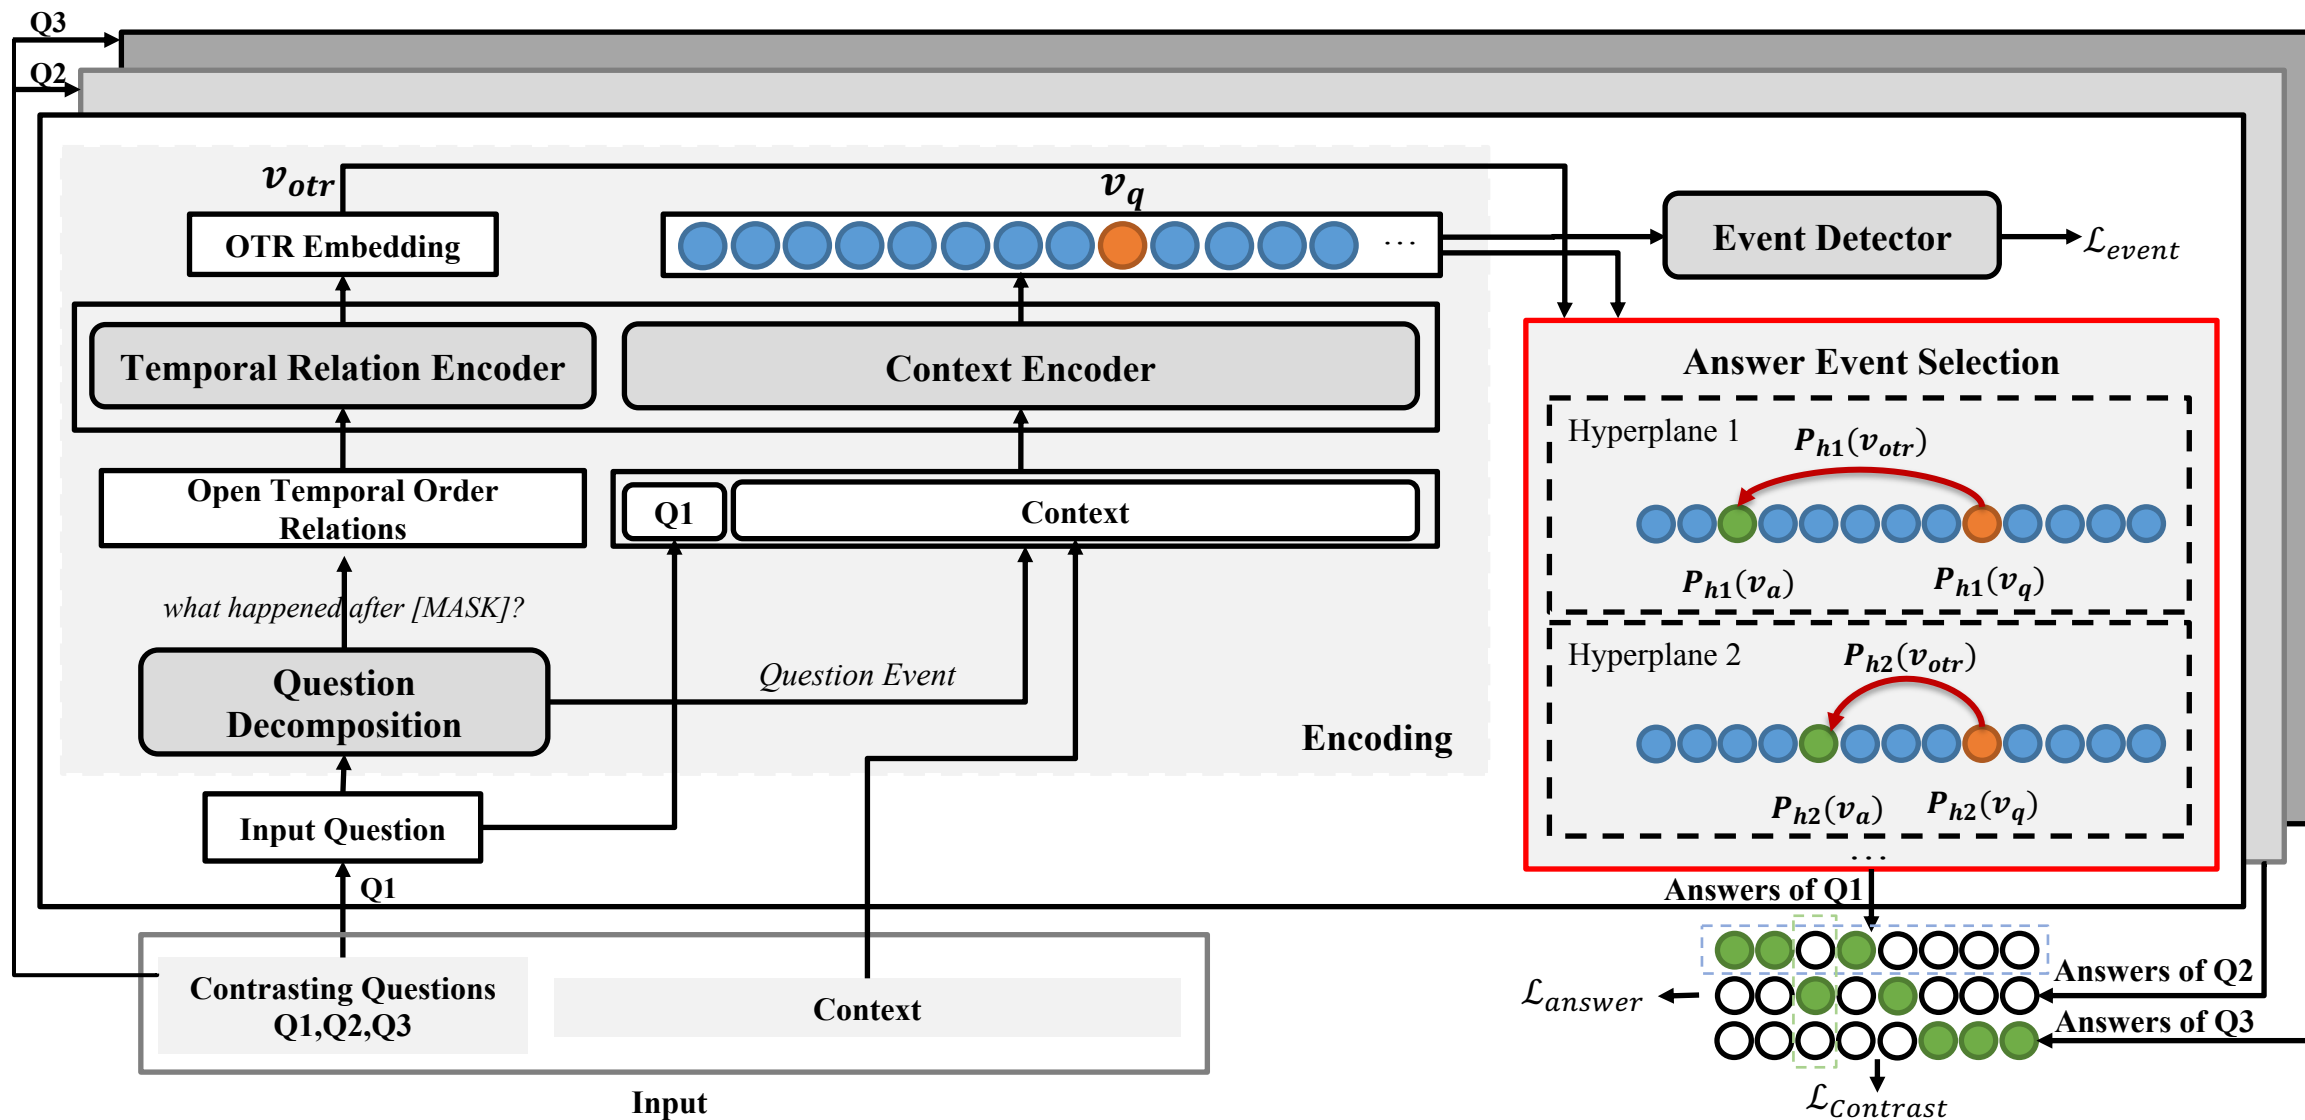 Q3
Q2
v_otr
v_q
OTR Embedding
...
Event Detector
ℒ_event
Temporal Relation Encoder
Context Encoder
Answer Event Selection
Hyperplane 1
P_h1(v_otr)
P_h1(v_a)
P_h1(v_q)
Open Temporal Order
Relations
Q1
Context
what happened after [MASK]?
Question
Decomposition
Question Event
Encoding
Hyperplane 2
P_h2(v_otr)
P_h2(v_a)
P_h2(v_q)
...
Input Question
Q1
Answers of Q1
Contrasting Questions
Q1,Q2,Q3
Context
Input
Answers of Q2
Answers of Q3
ℒ_answer
ℒ_Contrast